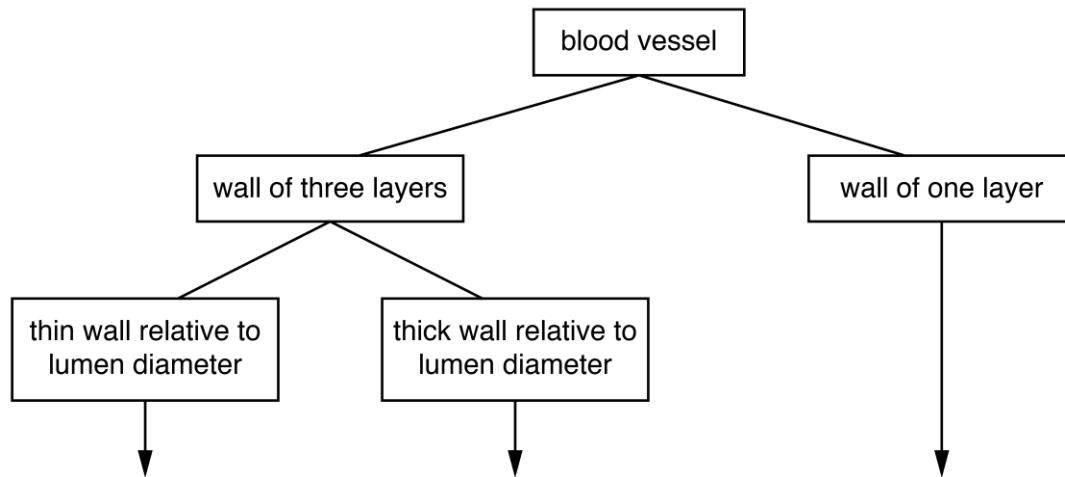 blood vessel
wall of three layers
wall of one layer
thin wall relative to
lumen diameter
thick wall relative to
lumen diameter